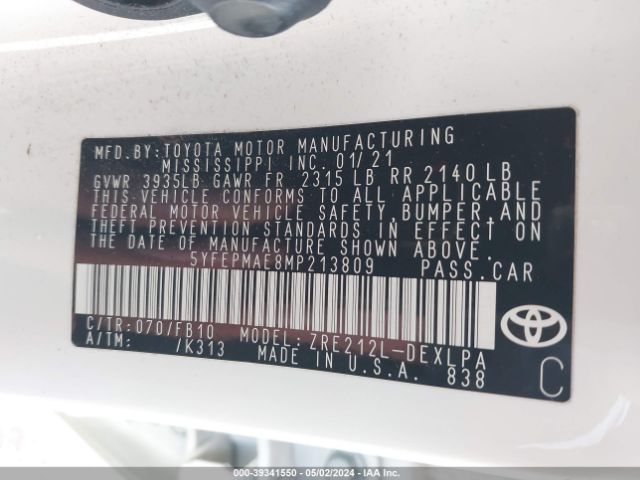 MFD.BY:TOYOTA MOTOR MANUFACTURING
MISSISSIPPI INC. 01/21
GVWR 3935LB GAWR FR 2315 LB RR 2140 LB
THIS VEHICLE CONFORMS TO ALL APPLICABLE
FEDERAL MOTOR VEHICLE SAFETY, BUMPER, AND
THEFT PREVENTION STANDARDS IN EFFECT ON
THE DATE OF MANUFACTURE SHOWN ABOVE.
5YFEPMAE8MP213809 PASS.CAR
C/TR:070/FB10 MODEL: ZRE212L-DEXLPA
A/TM: /K313 MADE IN U.S.A. 838
C
000-39341550 - 05/02/2024 - IAA Inc.